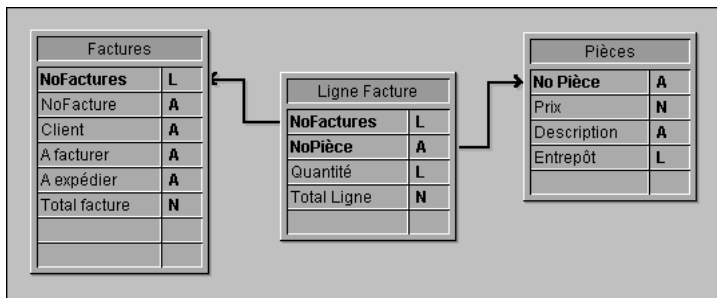 Factures
NoFactures L
NoFacture A
Client A
A facturer A
A expédier A
Total facture N
Ligne Facture
NoFactures L
NoPièce A
Quantité L
Total Ligne N
Pièces
No Pièce A
Prix N
Description A
Entrepôt L